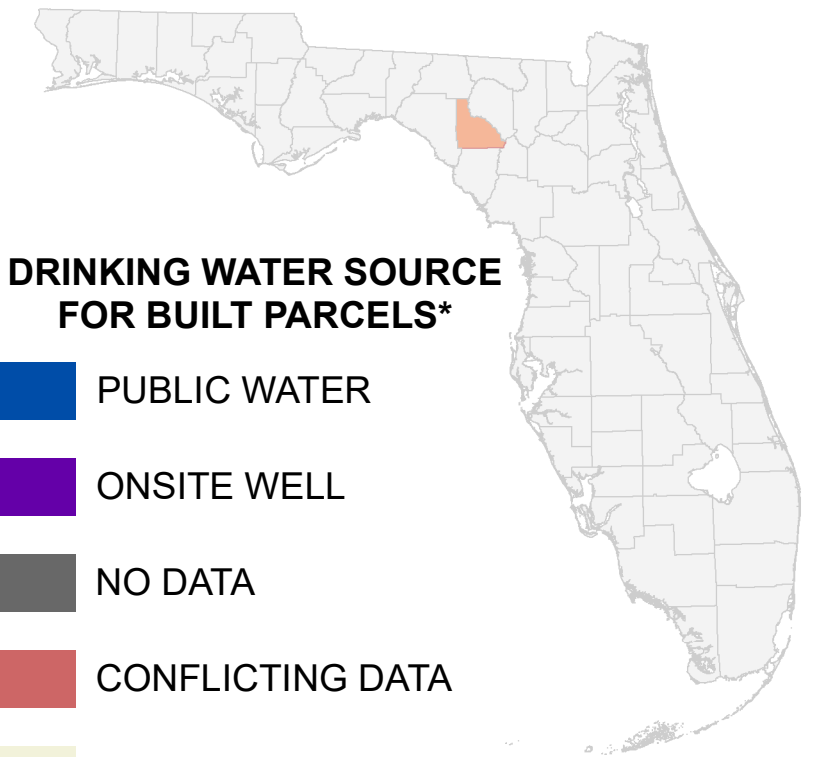 DRINKING WATER SOURCE
FOR BUILT PARCELS*
PUBLIC WATER
ONSITE WELL
NO DATA
CONFLICTING DATA